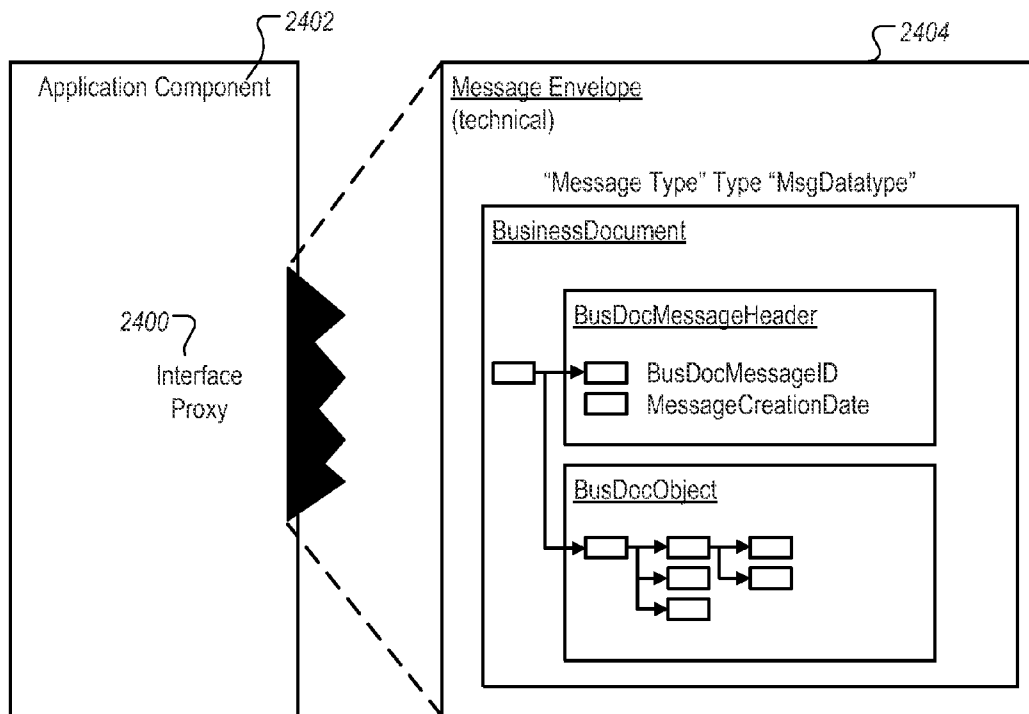 2402
2404
Application Component
Message Envelope
(technical)
“Message Type” Type “MsgDatatype”
BusinessDocument
BusDocMessageHeader
2400
Interface
Proxy
BusDocMessageID
MessageCreationDate
BusDocObject